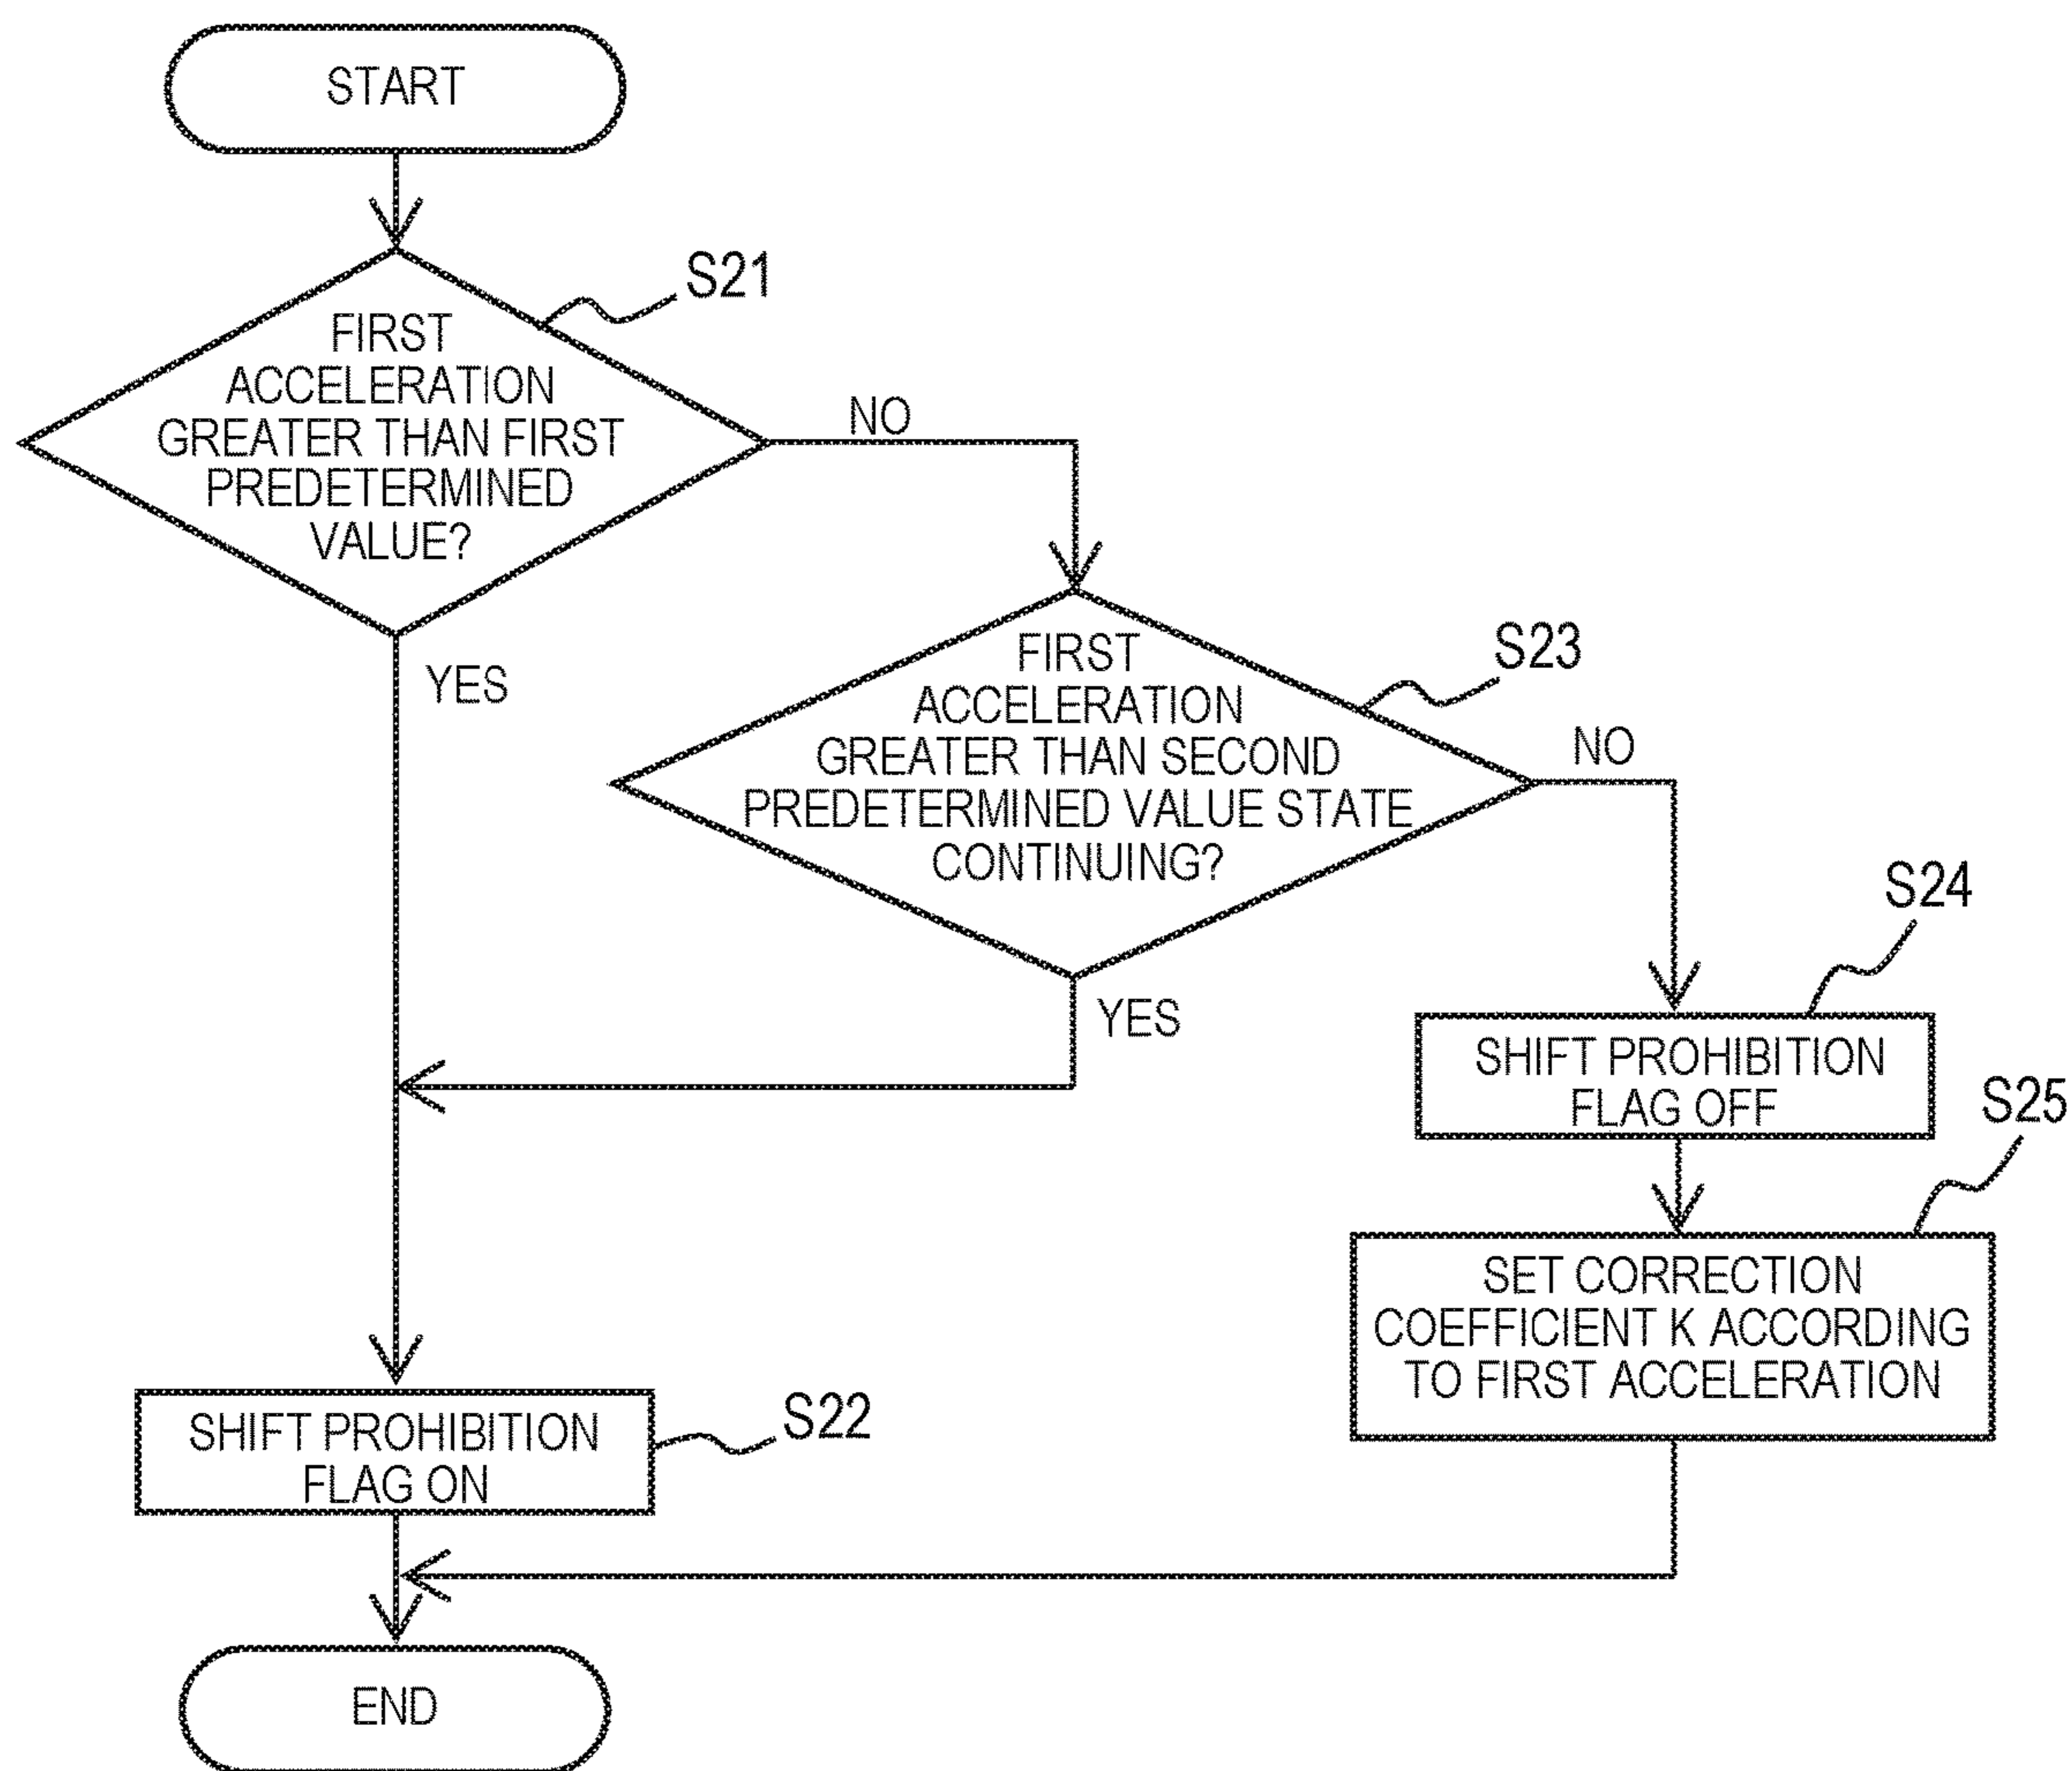 START
S21
FIRST
ACCELERATION
GREATER THAN FIRST
PREDETERMINED
VALUE?
NO
YES
S23
FIRST
ACCELERATION
GREATER THAN SECOND
PREDETERMINED VALUE STATE
CONTINUING?
NO
YES
S24
SHIFT PROHIBITION
FLAG OFF
S25
SET CORRECTION
COEFFICIENT K ACCORDING
TO FIRST ACCELERATION
SHIFT PROHIBITION
FLAG ON
S22
END